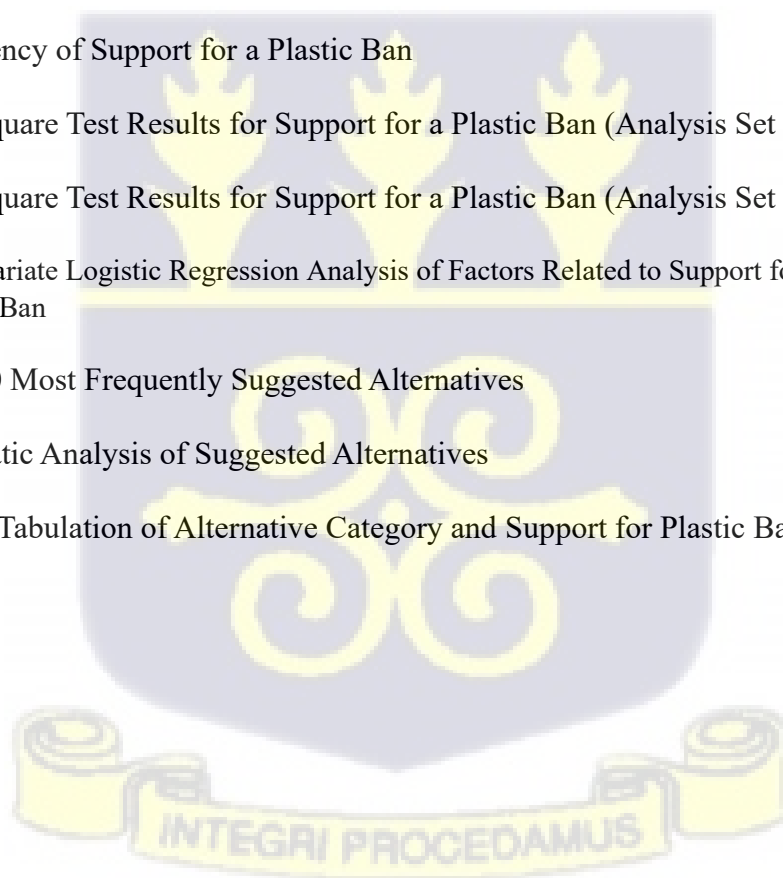 ency of Support for a Plastic Ban
quare Test Results for Support for a Plastic Ban (Analysis Set
quare Test Results for Support for a Plastic Ban (Analysis Set
ariate Logistic Regression Analysis of Factors Related to Support fo
Ban
Most Frequently Suggested Alternatives
tic Analysis of Suggested Alternatives
Tabulation of Alternative Category and Support for Plastic Ba
INTEGRI PROCEDAMUS